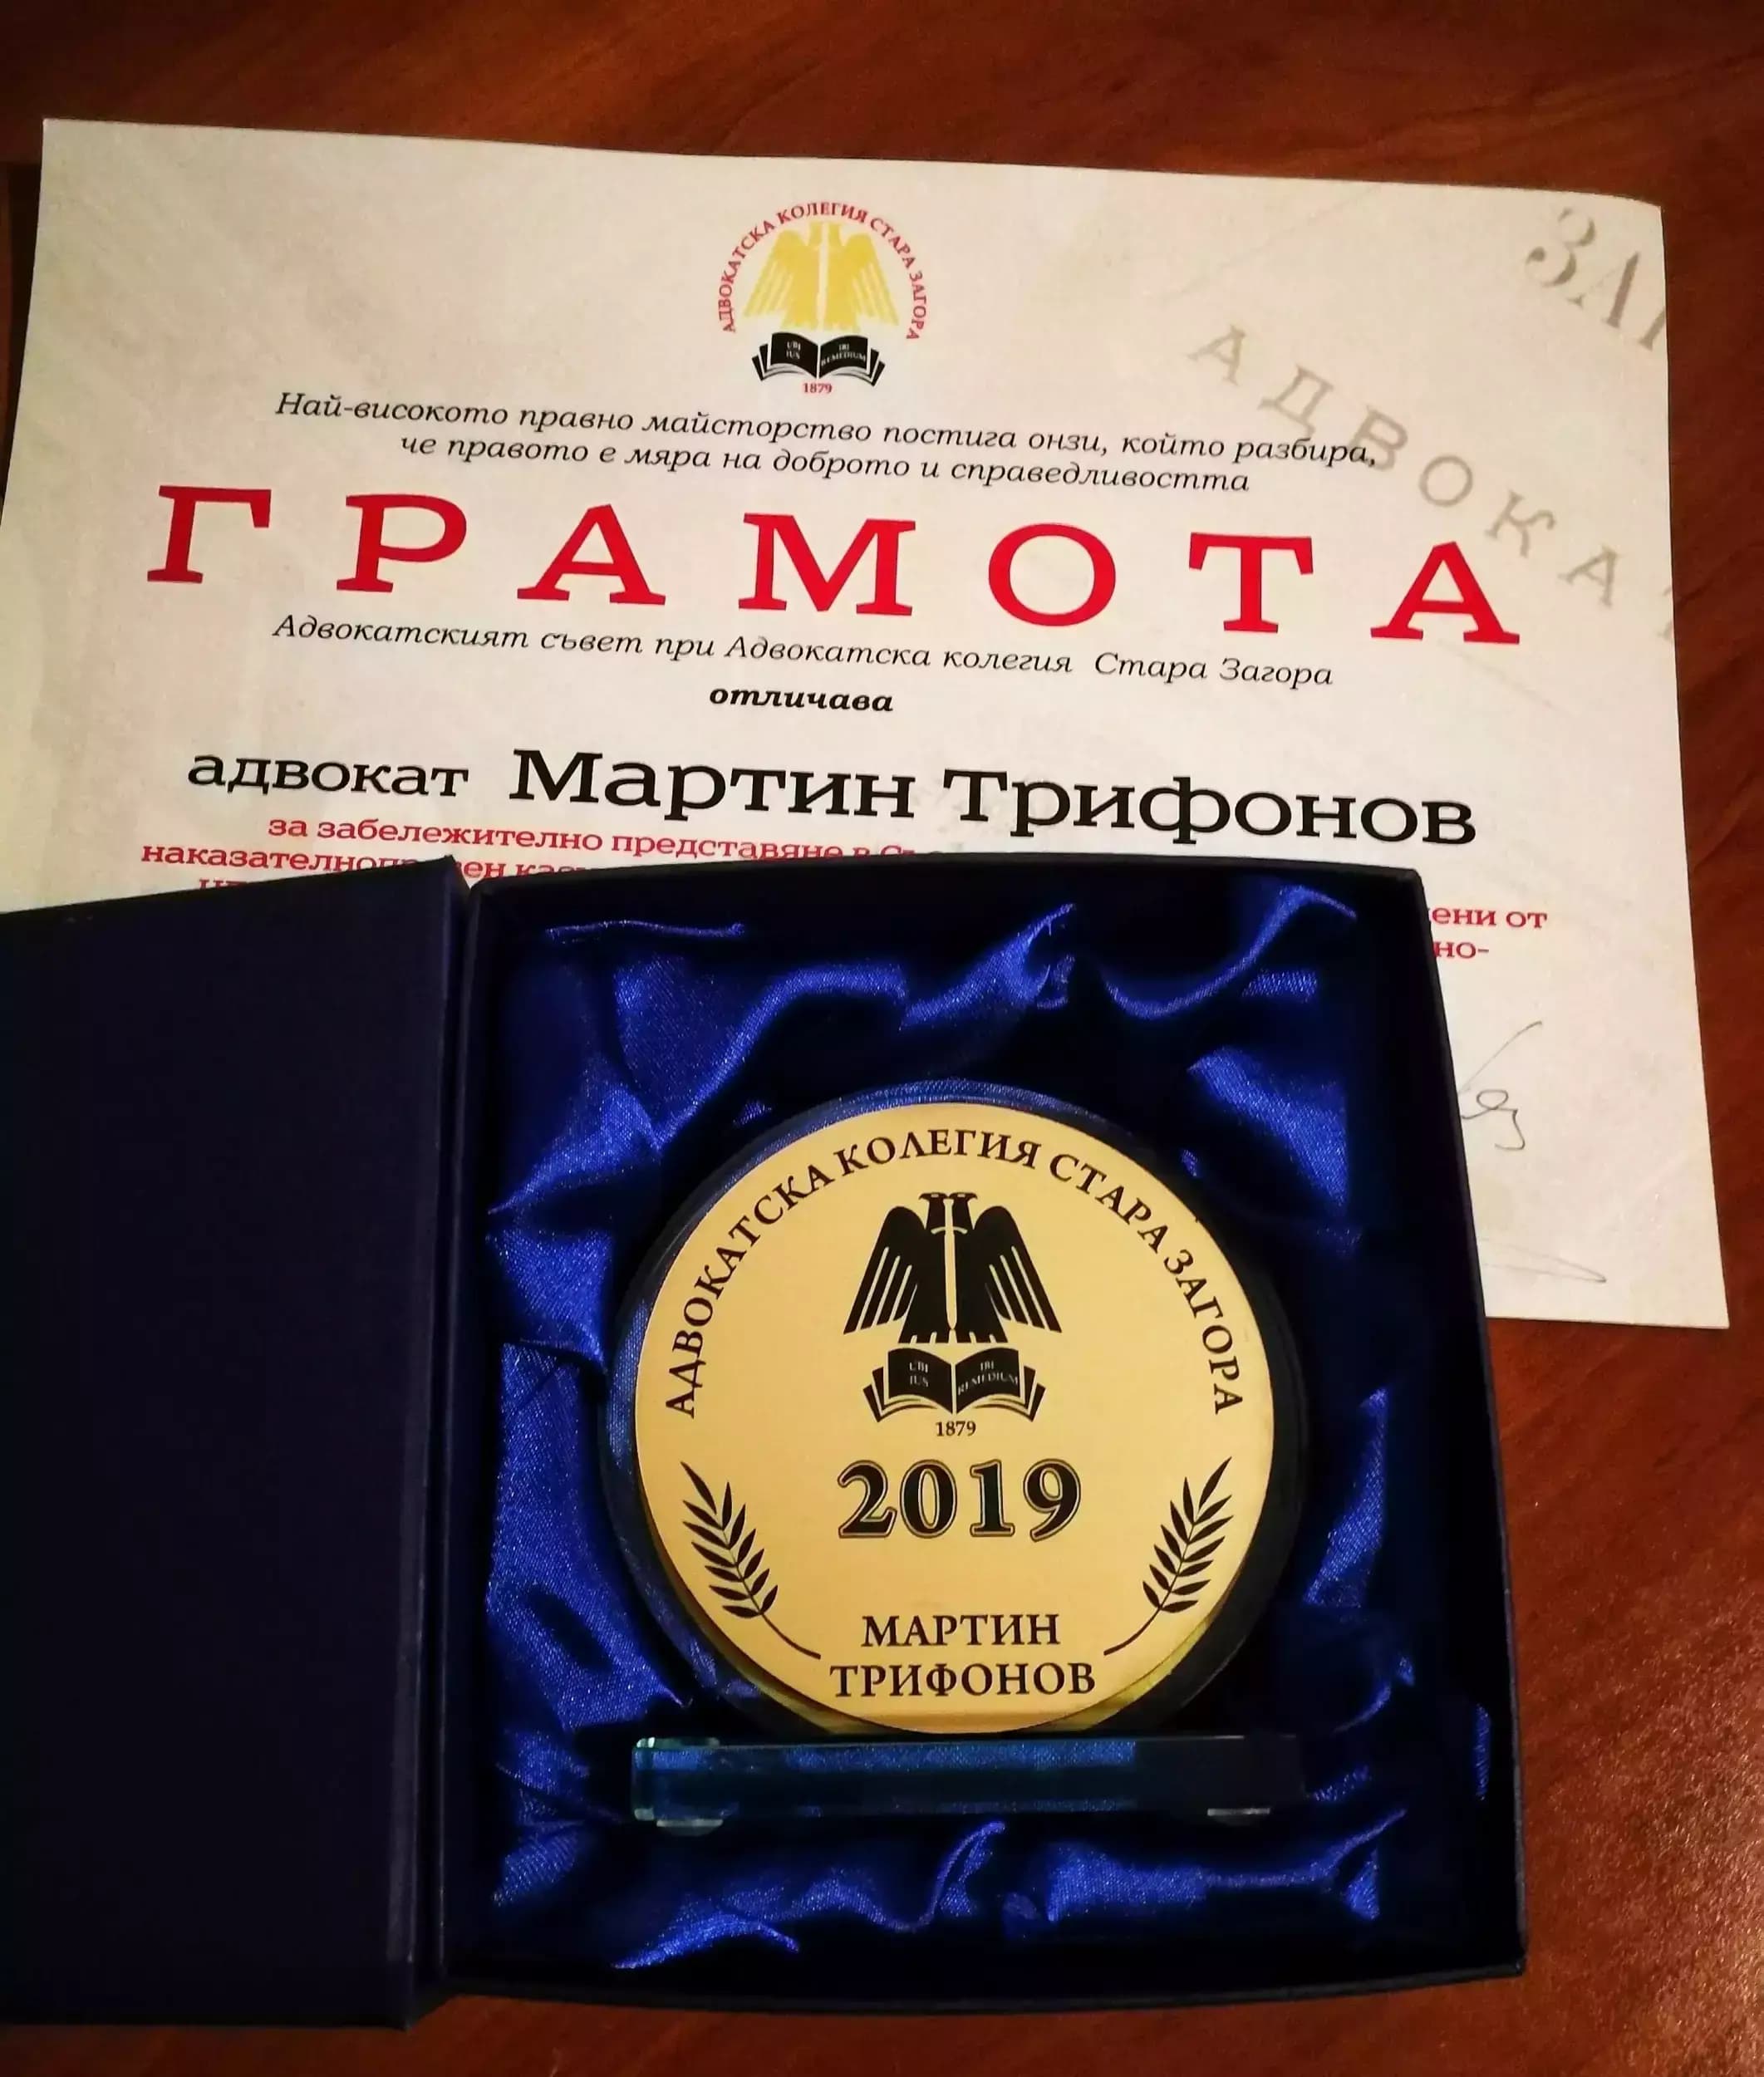 АДВОКАТСКА КОЛЕГИЯ СТАРА ЗАГОРА
UBI IBI
IUS REMEDIUM
1879
АДВОКАТ
Най-високото правно майсторство постига онзи, който разбира,
че правото е мяра на доброто и справедливостта
ГРАМОТА
Адвокатският съвет при Адвокатска колегия Стара Загора
отличава
адвокат Мартин Трифонов
за забележително представяне в
ени от
но-
АДВОКАТСКА КОЛЕГИЯ СТАРА ЗАГОРА
UBI IBI
IUS REMEDIUM
1879
2019
МАРТИН
ТРИФОНОВ